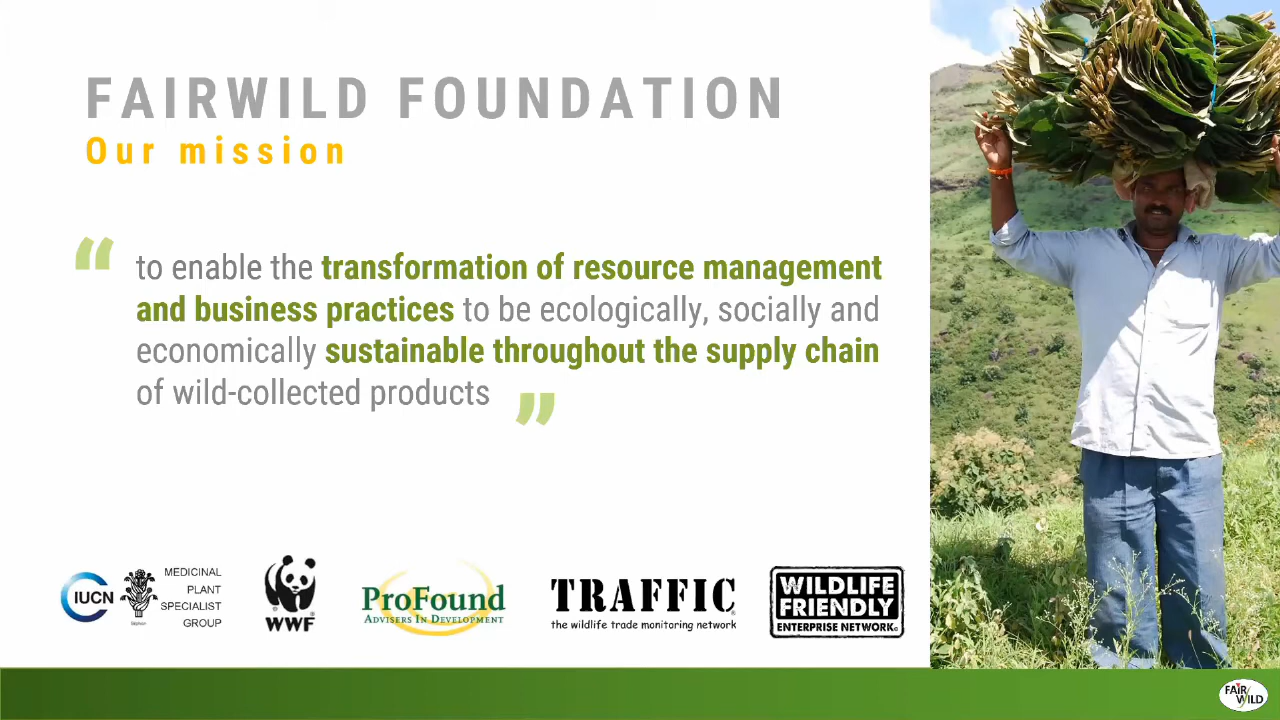 FAIRWILD FOUNDATION
Our mission
“ to enable the transformation of resource management
and business practices to be ecologically, socially and
economically sustainable throughout the supply chain
of wild-collected products ”
IUCN
MEDICINAL
PLANT
SPECIALIST
GROUP
WWF
ProFound
ADVISERS IN DEVELOPMENT
TRAFFIC
the wildlife trade monitoring network
WILDLIFE
FRIENDLY
ENTERPRISE NETWORK
FAIR
WILD